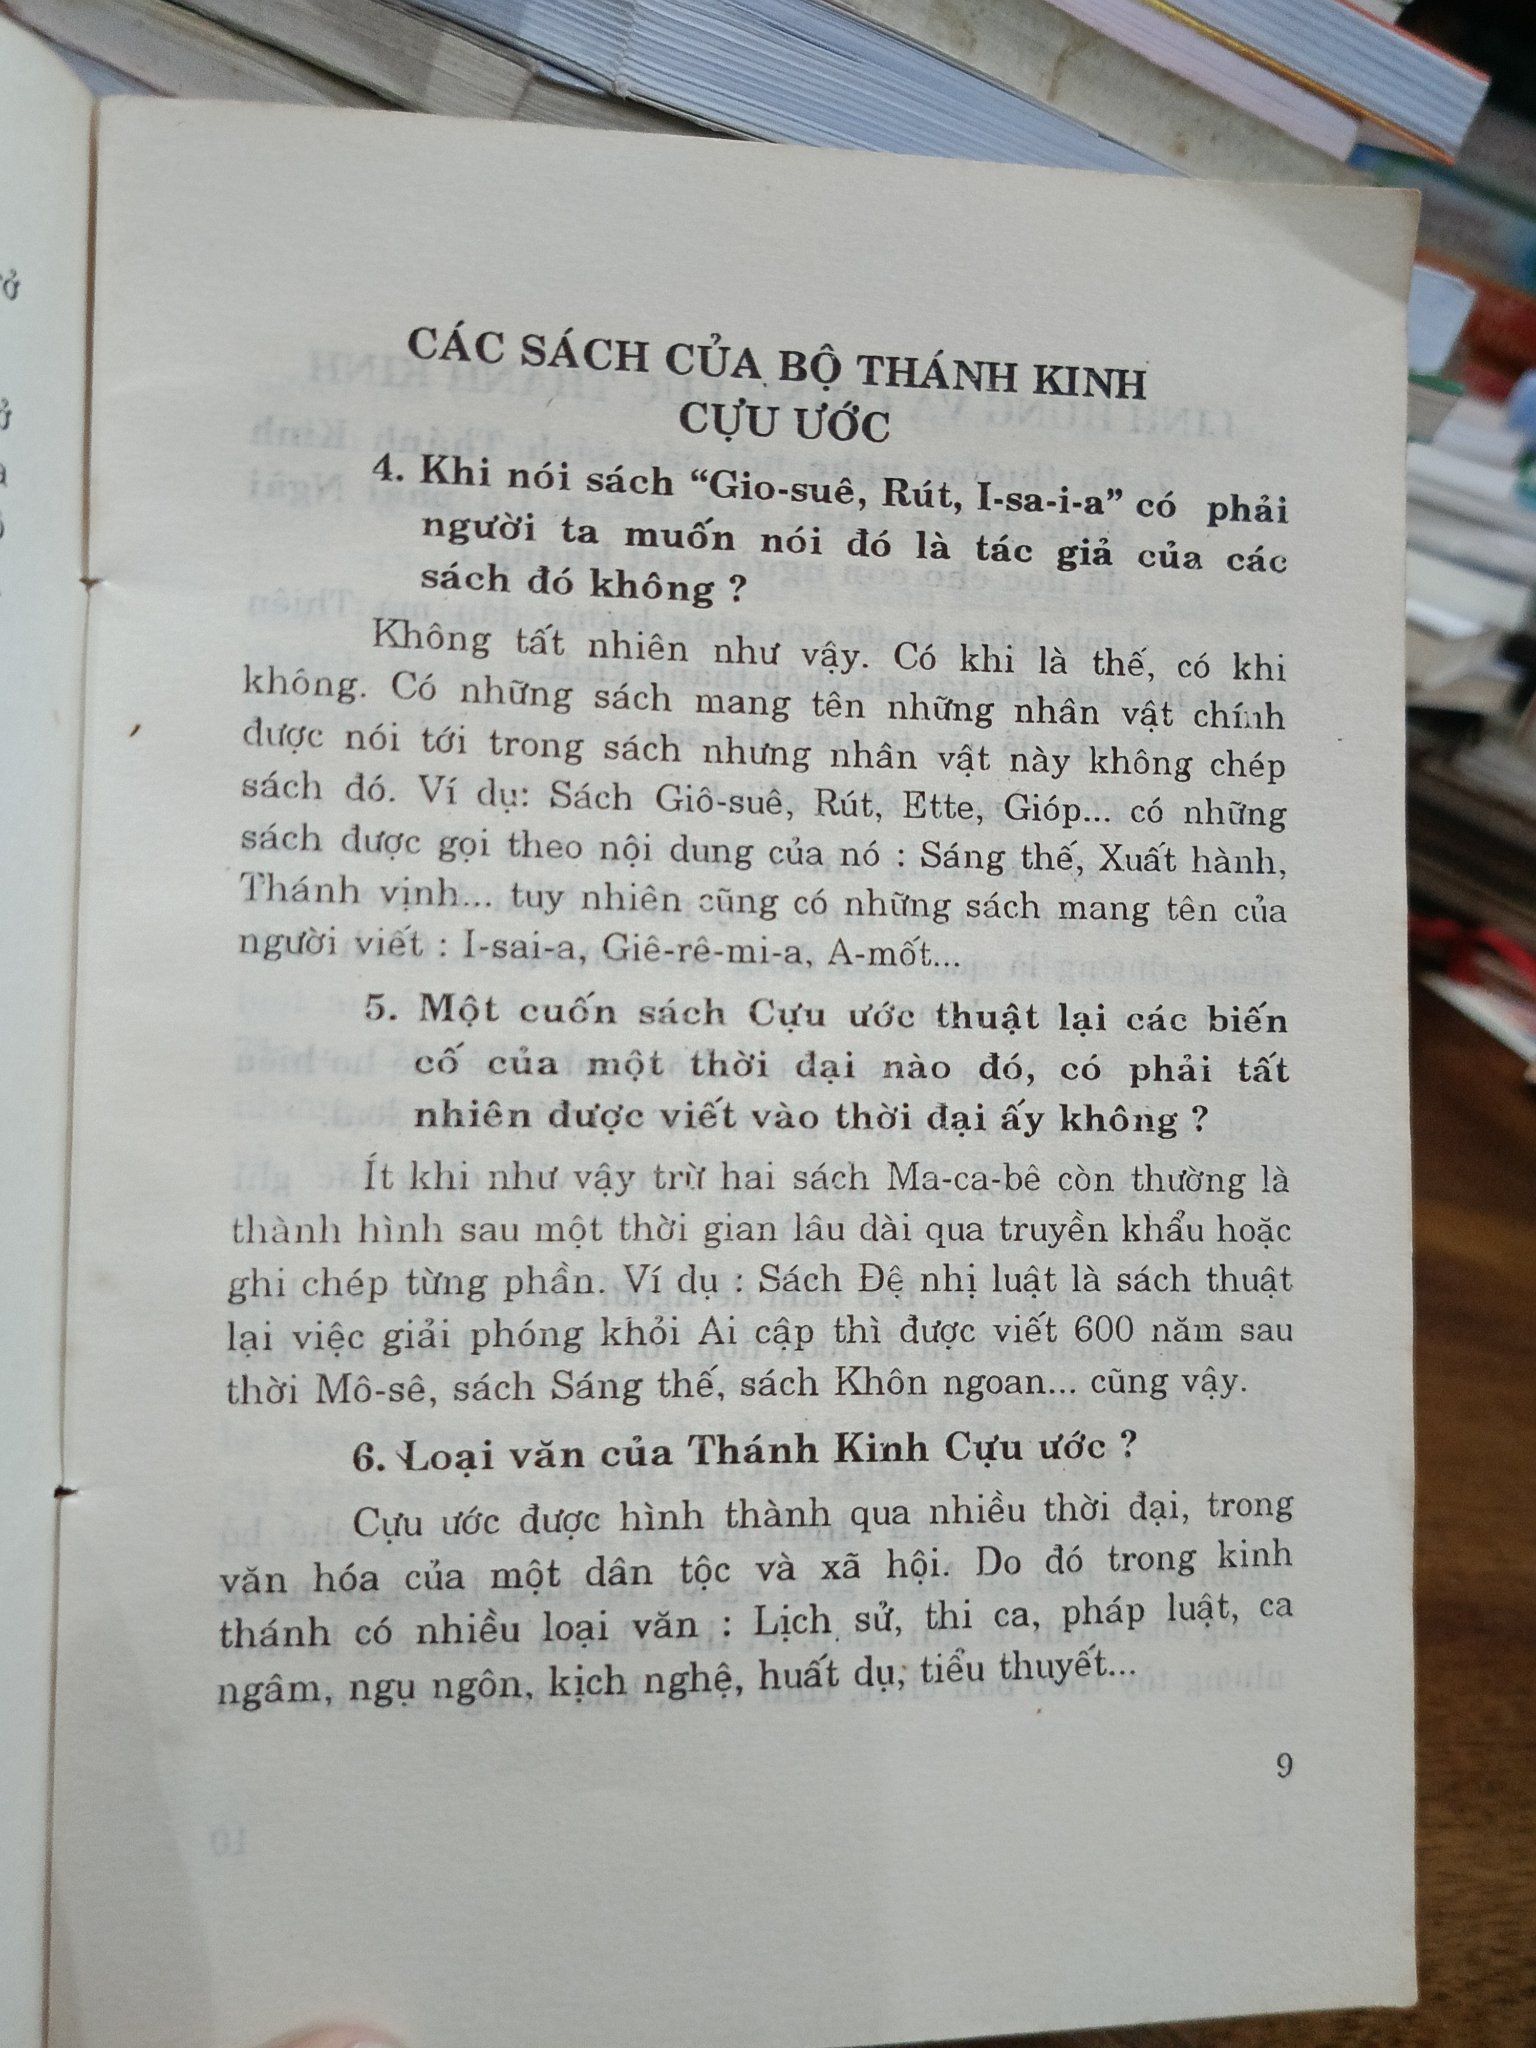 CÁC SÁCH CỦA BỘ THÁNH KINH
CỰU ƯỚC
4. Khi nói sách “Gio-suê, Rút, I-sa-i-a” có phải
người ta muốn nói đó là tác giả của các
sách đó không ?
Không tất nhiên như vậy. Có khi là thế, có khi
không. Có những sách mang tên những nhân vật chính
được nói tới trong sách nhưng nhân vật này không chép
sách đó. Ví dụ: Sách Giô-suê, Rút, Ette, Gióp... có những
sách được gọi theo nội dung của nó : Sáng thế, Xuất hành,
Thánh vịnh... tuy nhiên cũng có những sách mang tên của
người viết : I-sai-a, Giê-rê-mi-a, A-mốt...
5. Một cuốn sách Cựu ước thuật lại các biến
cố của một thời đại nào đó, có phải tất
nhiên được viết vào thời đại ấy không ?
Ít khi như vậy trừ hai sách Ma-ca-bê còn thường là
thành hình sau một thời gian lâu dài qua truyền khẩu hoặc
ghi chép từng phần. Ví dụ : Sách Đệ nhị luật là sách thuật
lại việc giải phóng khỏi Ai cập thì được viết 600 năm sau
thời Mô-sê, sách Sáng thế, sách Khôn ngoan... cũng vậy.
6. Loại văn của Thánh Kinh Cựu ước ?
Cựu ước được hình thành qua nhiều thời đại, trong
văn hóa của một dân tộc và xã hội. Do đó trong kinh
thánh có nhiều loại văn : Lịch sử, thi ca, pháp luật, ca
ngâm, ngụ ngôn, kịch nghệ, huất dụ, tiểu thuyết...
9